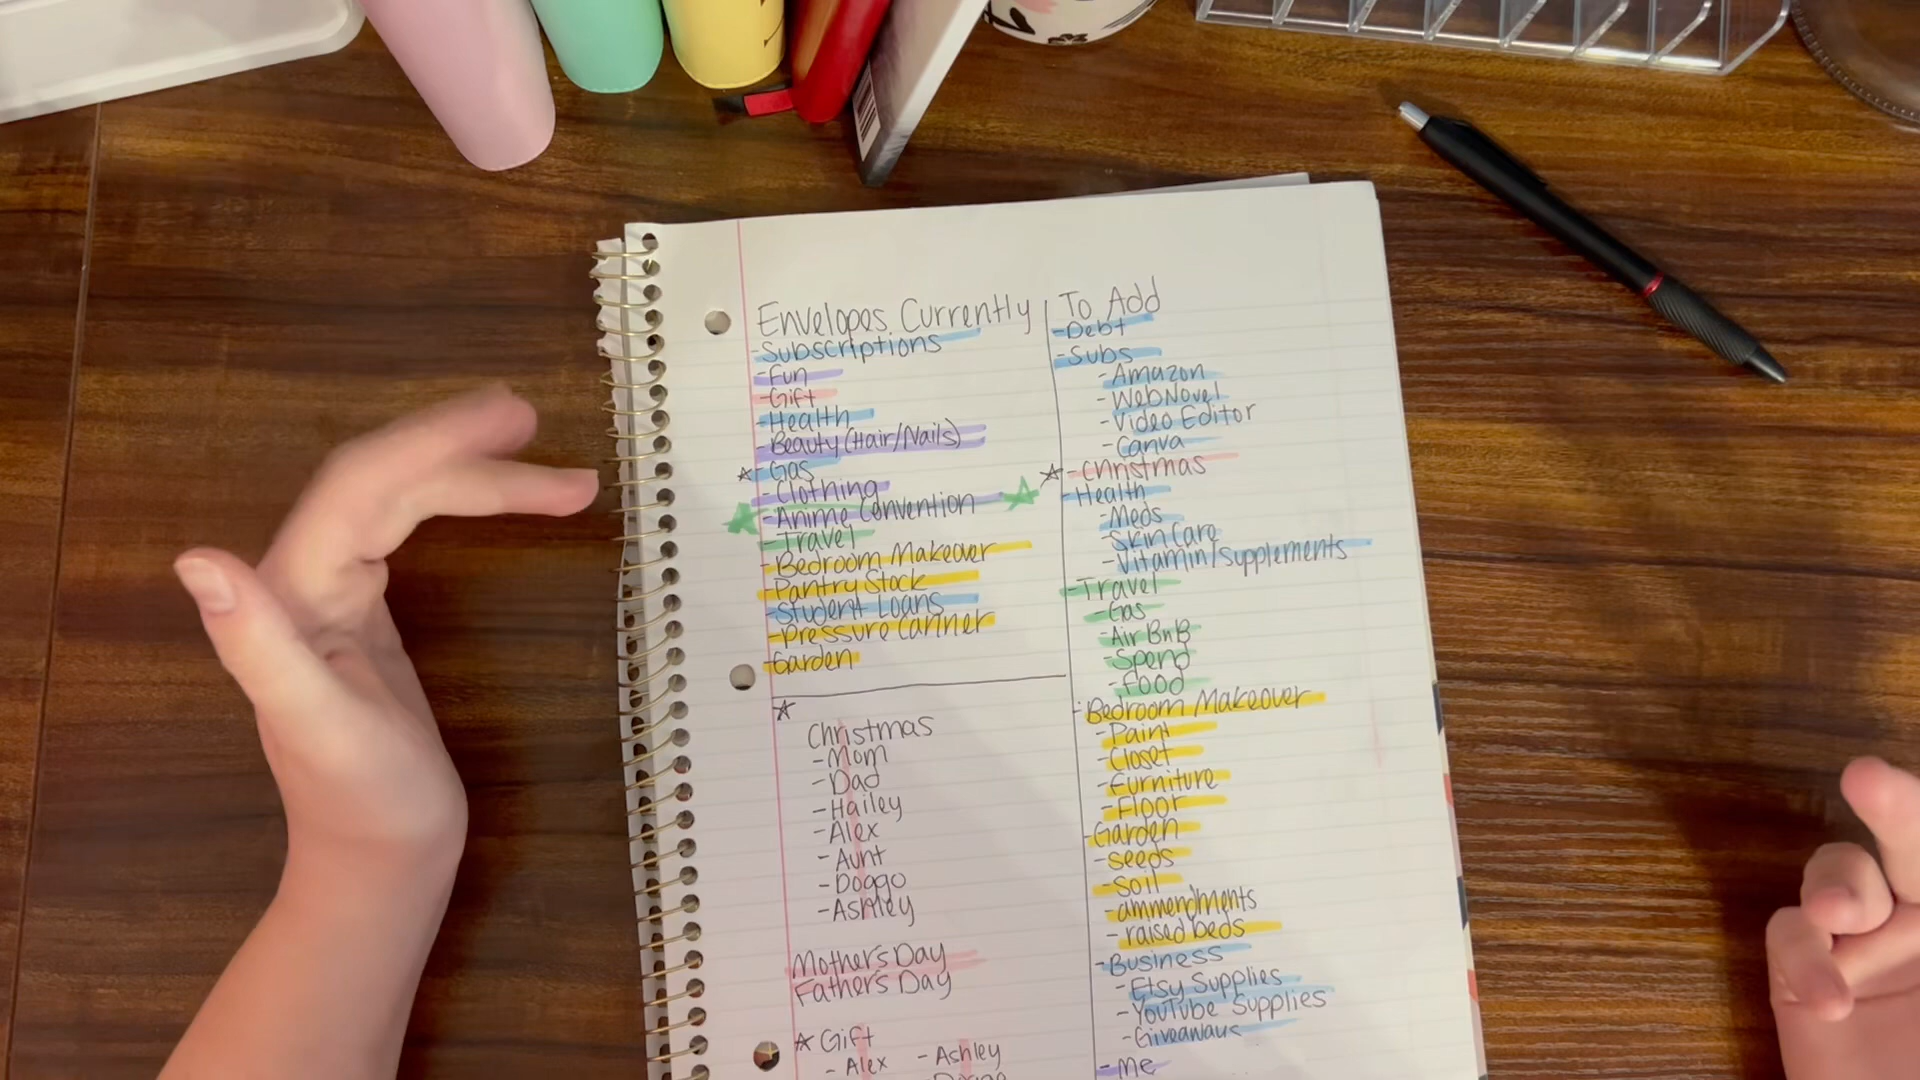 Envelopes Currently
-Subscriptions
-Fun
-Gift
-Health
-Beauty (Hair/Nails)
☆-Gas
-Clothing
☆-Anime Convention ☆
-Travel
-Bedroom Makeover
-Pantry Stock
-Student Loans
-Pressure Canner
-Garden
☆
Christmas
-Mom
-Dad
-Hailey
-Alex
-Aunt
-Doggo
-Ashley
Mother's Day
Father's Day
☆ Gift
-Alex
-Ashley
To Add
-Debt
-Subs
-Amazon
-WebNovel
-Video Editor
-Canva
☆-Christmas
-Health
-Meds
-Skin Care
-Vitamin/Supplements
-Travel
-Gas
-Air BnB
-Spend
-Food
-Bedroom Makeover
-Paint
-Closet
-Furniture
-Floor
-Garden
-seeds
-soil
-ammendments
-raised beds
-Business
-Etsy Supplies
-YouTube Supplies
-Giveaways
-Me